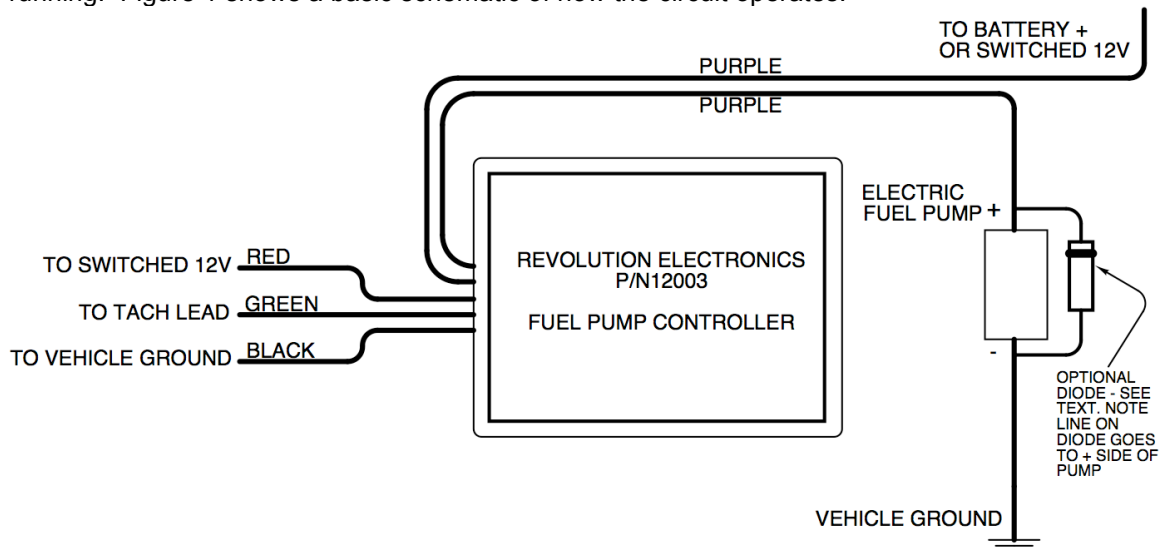 running. Figure 1 shows a basic schematic of how the circuit operates.
TO BATTERY +
OR SWITCHED 12V
PURPLE
PURPLE
ELECTRIC
FUEL PUMP +
REVOLUTION ELECTRONICS
P/N12003
FUEL PUMP CONTROLLER
TO SWITCHED 12V RED
TO TACH LEAD GREEN
TO VEHICLE GROUND BLACK
-
OPTIONAL
DIODE - SEE
TEXT. NOTE
LINE ON
DIODE GOES
TO + SIDE OF
PUMP
VEHICLE GROUND